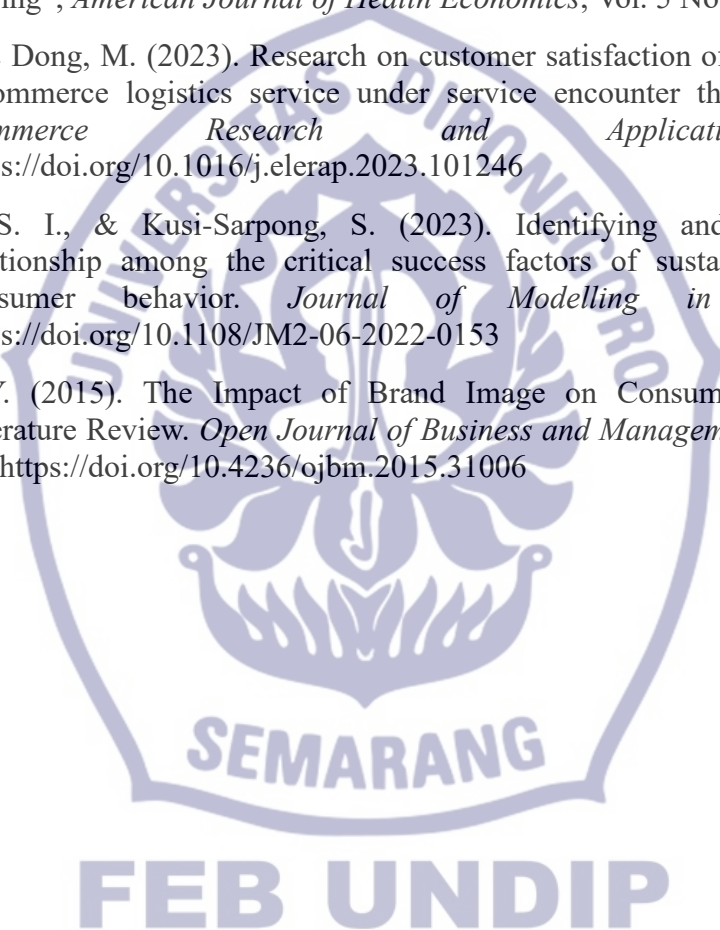 American Journal of Health Economics, Vol. 5 No
Dong, M. (2023). Research on customer satisfaction of
ommerce logistics service under service encounter th
mmerce Research and Applicati
s://doi.org/10.1016/j.elerap.2023.101246
S. I., & Kusi-Sarpong, S. (2023). Identifying and
tionship among the critical success factors of susta
sumer behavior. Journal of Modelling in
s://doi.org/10.1108/JM2-06-2022-0153
Y. (2015). The Impact of Brand Image on Consum
erature Review. Open Journal of Business and Managem
https://doi.org/10.4236/ojbm.2015.31006
UNIVERSITAS DIPONEGORO
SEMARANG
FEB UNDIP